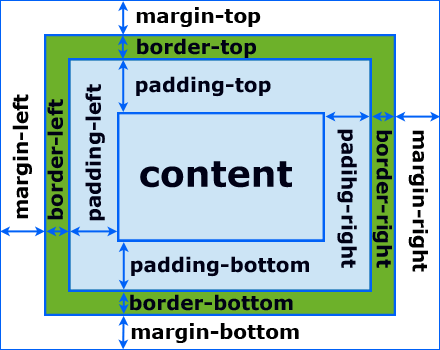 margin-top
border-top
padding-top
margin-left
border-left
padding-left
content
padihg-right
border-right
margin-right
padding-bottom
border-bottom
margin-bottom